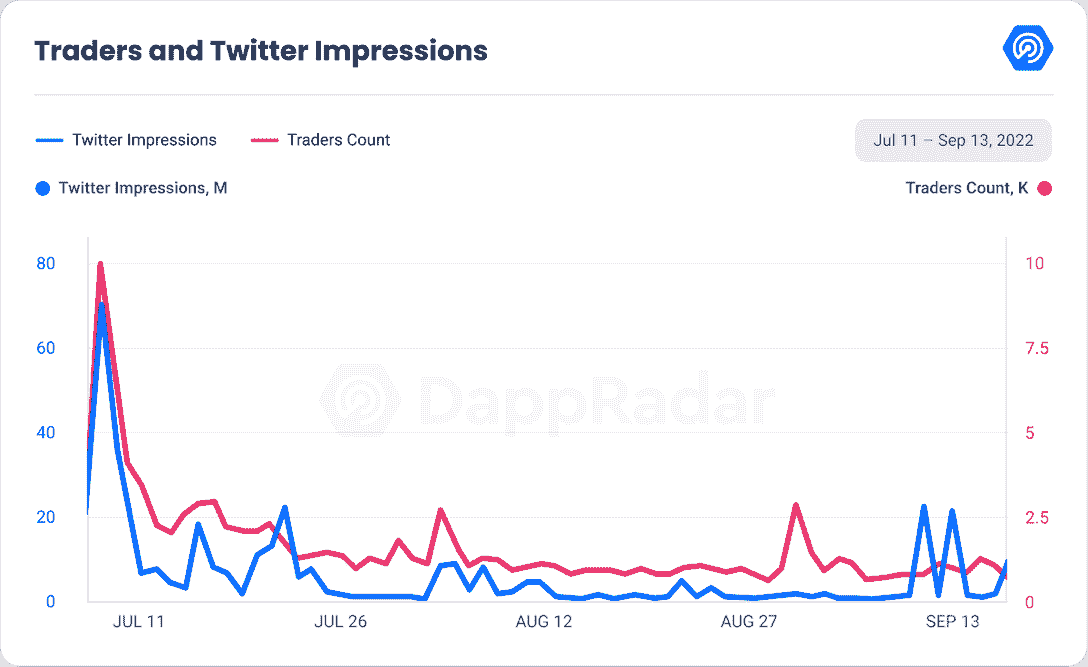 Traders and Twitter Impressions
Twitter Impressions Traders Count Jul 11 – Sep 13, 2022
Twitter Impressions, M Traders Count, K
80 10
60 7.5
DappRadar
40 5
20 2.5
0 0
JUL 11 JUL 26 AUG 12 AUG 27 SEP 13